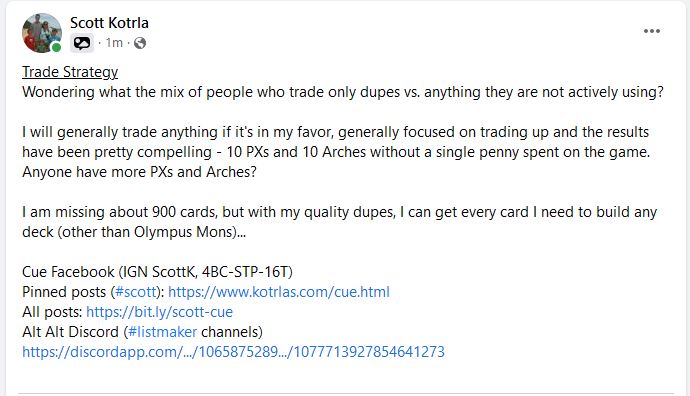 Scott Kotrla
· 1m ·
Trade Strategy
Wondering what the mix of people who trade only dupes vs. anything they are not actively using?
I will generally trade anything if it's in my favor, generally focused on trading up and the results
have been pretty compelling - 10 PXs and 10 Arches without a single penny spent on the game.
Anyone have more PXs and Arches?
I am missing about 900 cards, but with my quality dupes, I can get every card I need to build any
deck (other than Olympus Mons)...
Cue Facebook (IGN ScottK, 4BC-STP-16T)
Pinned posts (#scott): https://www.kotrlas.com/cue.html
All posts: https://bit.ly/scott-cue
Alt Alt Discord (#listmaker channels)
https://discordapp.com/.../1065875289.../1077713927854641273